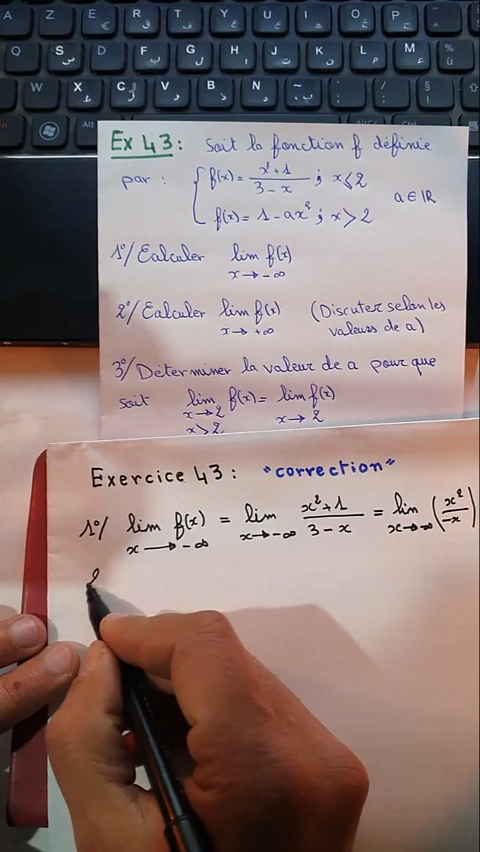 A Z E R T Y U I O P
Q S D F G H J K L M %
W X C V B N ? . / §
Alt Ctrl
Ex 43: Soit la fonction f définie
par: { f(x) = x²+1 / 3-x ; x ⩽ 2
f(x) = 1-ax² ; x > 2 a ∈ IR
1°/ Calculer lim f(x)
x → -∞
2°/ Calculer lim f(x) (Discuter selon les
x → +∞ valeurs de a)
3°/ Déterminer la valeur de a pour que
soit lim f(x) = lim f(x)
x → 2 x → 2
x > 2
Exercice 43: "correction"
1°/ lim f(x) = lim x²+1 / 3-x = lim (x² / -x)
x → -∞ x → -∞ x → -∞